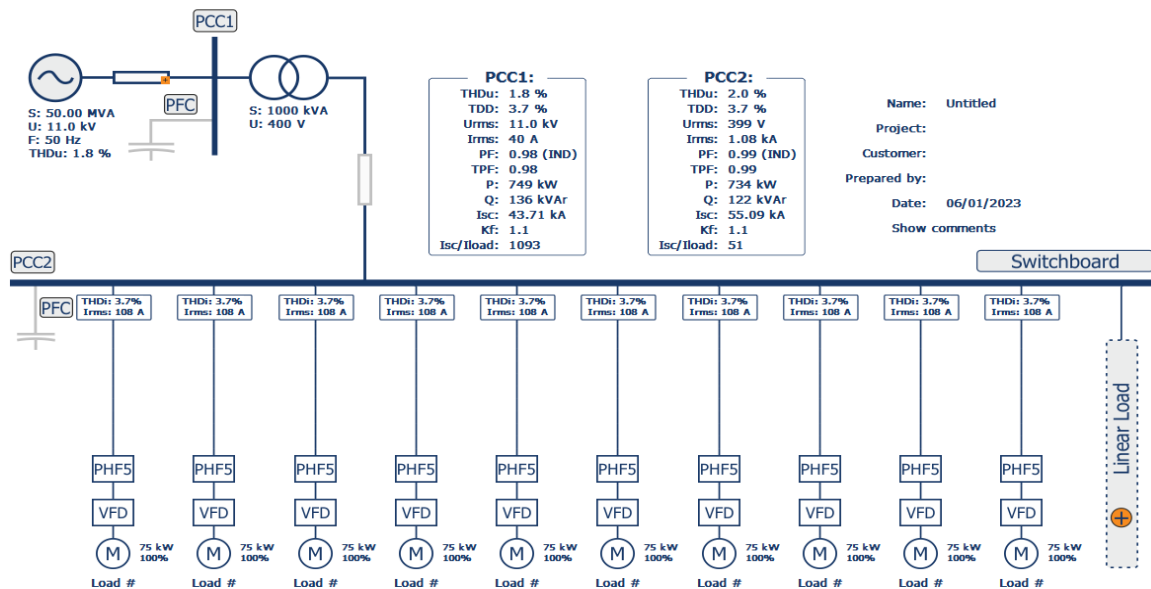 PCC1
PFC
S: 50.00 MVA
U: 11.0 kV
F: 50 Hz
THDu: 1.8 %
S: 1000 kVA
U: 400 V
PCC1:
THDu: 1.8 %
TDD: 3.7 %
Urms: 11.0 kV
Irms: 40 A
PF: 0.98 (IND)
TPF: 0.98
P: 749 kW
Q: 136 kVAr
Isc: 43.71 kA
Kf: 1.1
Isc/Iload: 1093
PCC2:
THDu: 2.0 %
TDD: 3.7 %
Urms: 399 V
Irms: 1.08 kA
PF: 0.99 (IND)
TPF: 0.99
P: 734 kW
Q: 122 kVAr
Isc: 55.09 kA
Kf: 1.1
Isc/Iload: 51
Name: Untitled
Project:
Customer:
Prepared by:
Date: 06/01/2023
Show comments
PCC2
Switchboard
PFC
THDi: 3.7%
Irms: 108 A
THDi: 3.7%
Irms: 108 A
THDi: 3.7%
Irms: 108 A
THDi: 3.7%
Irms: 108 A
THDi: 3.7%
Irms: 108 A
THDi: 3.7%
Irms: 108 A
THDi: 3.7%
Irms: 108 A
THDi: 3.7%
Irms: 108 A
THDi: 3.7%
Irms: 108 A
THDi: 3.7%
Irms: 108 A
PHF5 PHF5 PHF5 PHF5 PHF5 PHF5 PHF5 PHF5 PHF5 PHF5
VFD VFD VFD VFD VFD VFD VFD VFD VFD VFD
M 75 kW M 75 kW M 75 kW M 75 kW M 75 kW M 75 kW M 75 kW M 75 kW M 75 kW M 75 kW
100% 100% 100% 100% 100% 100% 100% 100% 100% 100%
Load # Load # Load # Load # Load # Load # Load # Load # Load # Load #
Linear Load